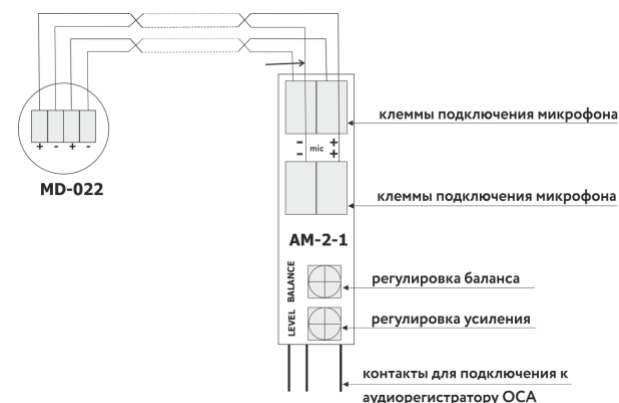 клеммы подключения микрофона
- mic +
- +
+ - + -
MD-022
клеммы подключения микрофона
AM-2-1
BALANCE
регулировка баланса
LEVEL
регулировка усиления
контакты для подключения к
аудиорегистратору ОСА